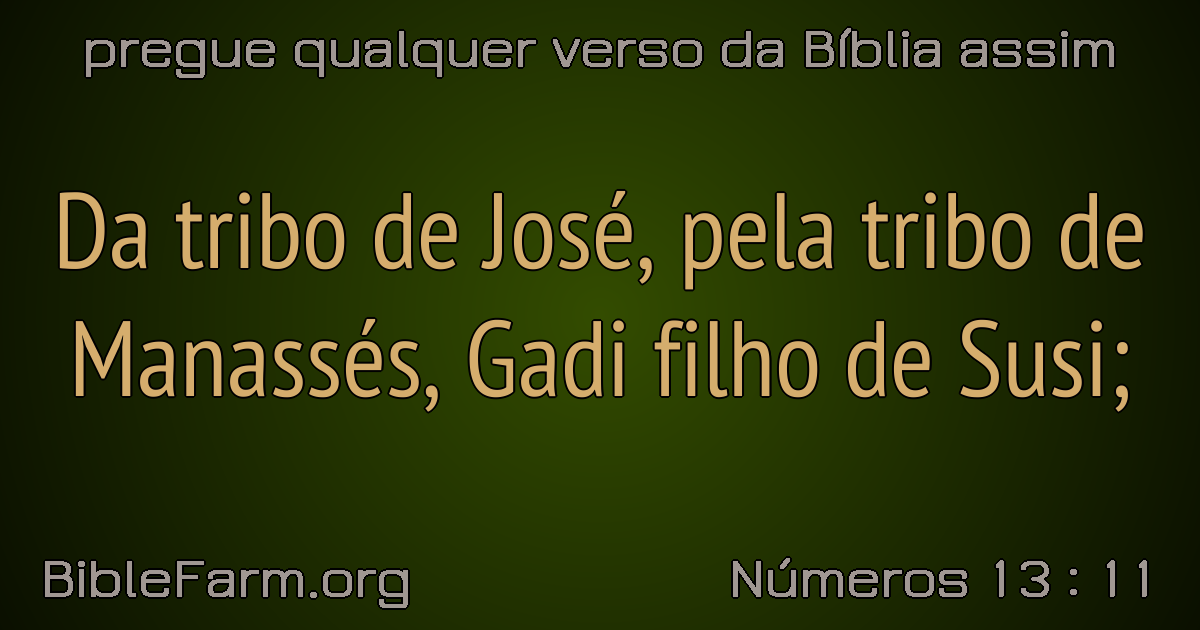 pregue qualquer verso da Bíblia assim
Da tribo de José, pela tribo de
Manassés, Gadi filho de Susi;
BibleFarm.org
Números 13 : 11